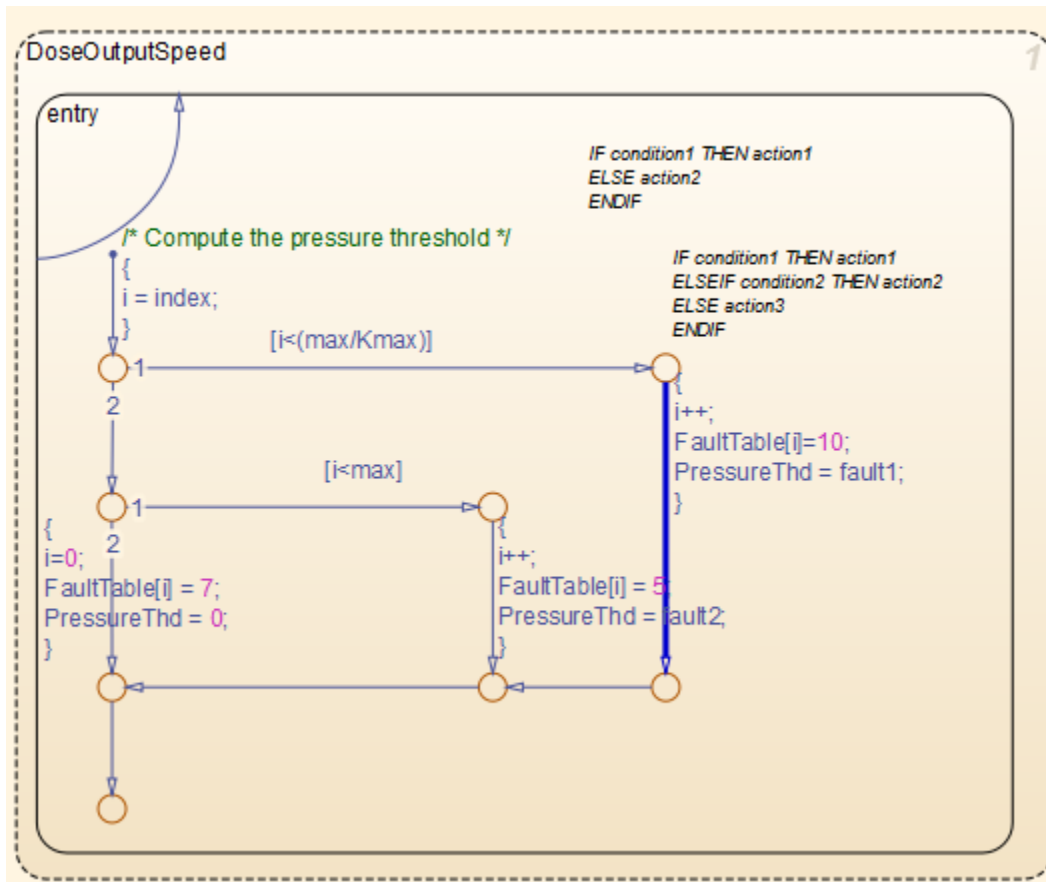 DoseOutputSpeed
1
entry
IF condition1 THEN action1
ELSE action2
ENDIF
/* Compute the pressure threshold */
{
i = index;
}
IF condition1 THEN action1
ELSEIF condition2 THEN action2
ELSE action3
ENDIF
[i<(max/Kmax)]
1
2
{
i++;
FaultTable[i]=10;
PressureThd = fault1;
}
[i<max]
1
2
{
i=0;
FaultTable[i] = 7;
PressureThd = 0;
}
{
i++;
FaultTable[i] = 5;
PressureThd = fault2;
}